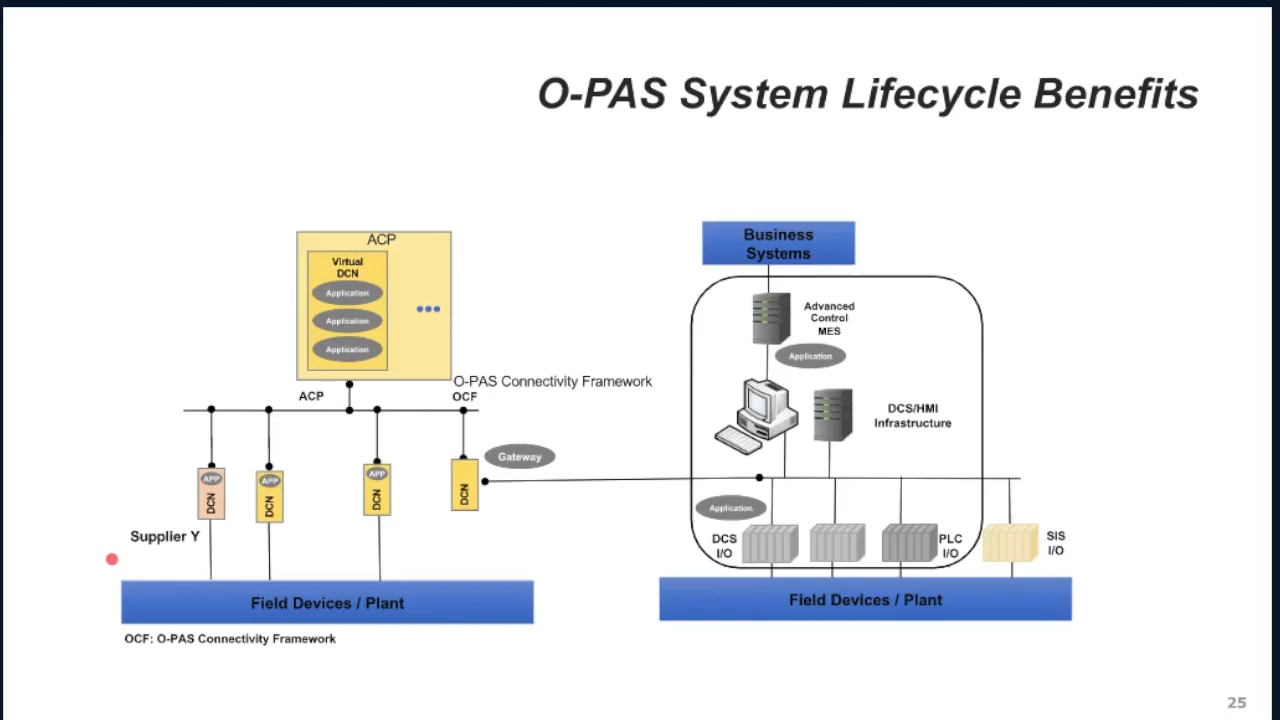 O-PAS System Lifecycle Benefits
ACP
Virtual
DCN
Application
Application
Application
ACP
O-PAS Connectivity Framework
OCF
APP
DCN
APP
DCN
APP
DCN
DCN
Gateway
Supplier Y
Field Devices / Plant
OCF: O-PAS Connectivity Framework
Business
Systems
Advanced
Control
MES
Application
DCS/HMI
Infrastructure
Application
DCS
I/O
PLC
I/O
SIS
I/O
Field Devices / Plant
25